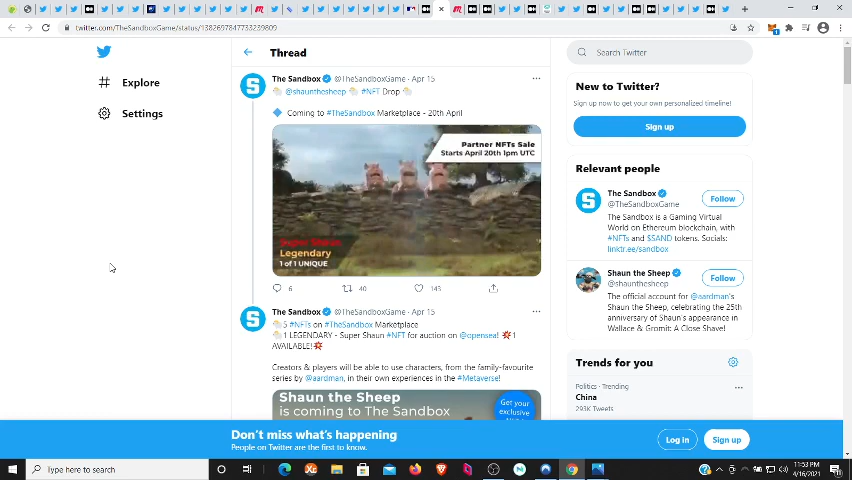 twitter.com/TheSandboxGame/status/1382697847733239809
Explore
Settings
Thread
The Sandbox @TheSandboxGame · Apr 15
@shaunthesheep #NFT Drop
Coming to #TheSandbox Marketplace - 20th April
Partner NFTs Sale
Starts April 20th 1pm UTC
Super Shaun
Legendary
1 of 1 UNIQUE
6
40
143
The Sandbox @TheSandboxGame · Apr 15
5 #NFTs on #TheSandbox Marketplace
1 LEGENDARY - Super Shaun #NFT for auction on @opensea! 1
AVAILABLE!
Creators & players will be able to use characters, from the family-favourite
series by @aardman, in their own experiences in the #Metaverse!
Shaun the Sheep
is coming to The Sandbox
Get your
exclusive
Search Twitter
New to Twitter?
Sign up now to get your own personalized timeline!
Sign up
Relevant people
The Sandbox
@TheSandboxGame
Follow
The Sandbox is a Gaming Virtual
World on Ethereum blockchain, with
#NFTs and $SAND tokens. Socials:
linktr.ee/sandbox
Shaun the Sheep
@shaunthesheep
Follow
The official account for @aardman's
Shaun the Sheep, celebrating the 25th
anniversary of Shaun's appearance in
Wallace & Gromit: A Close Shave!
Trends for you
Politics · Trending
China
293K Tweets
Don't miss what's happening
People on Twitter are the first to know.
Log in
Sign up
Type here to search
11:53 PM
4/16/2021